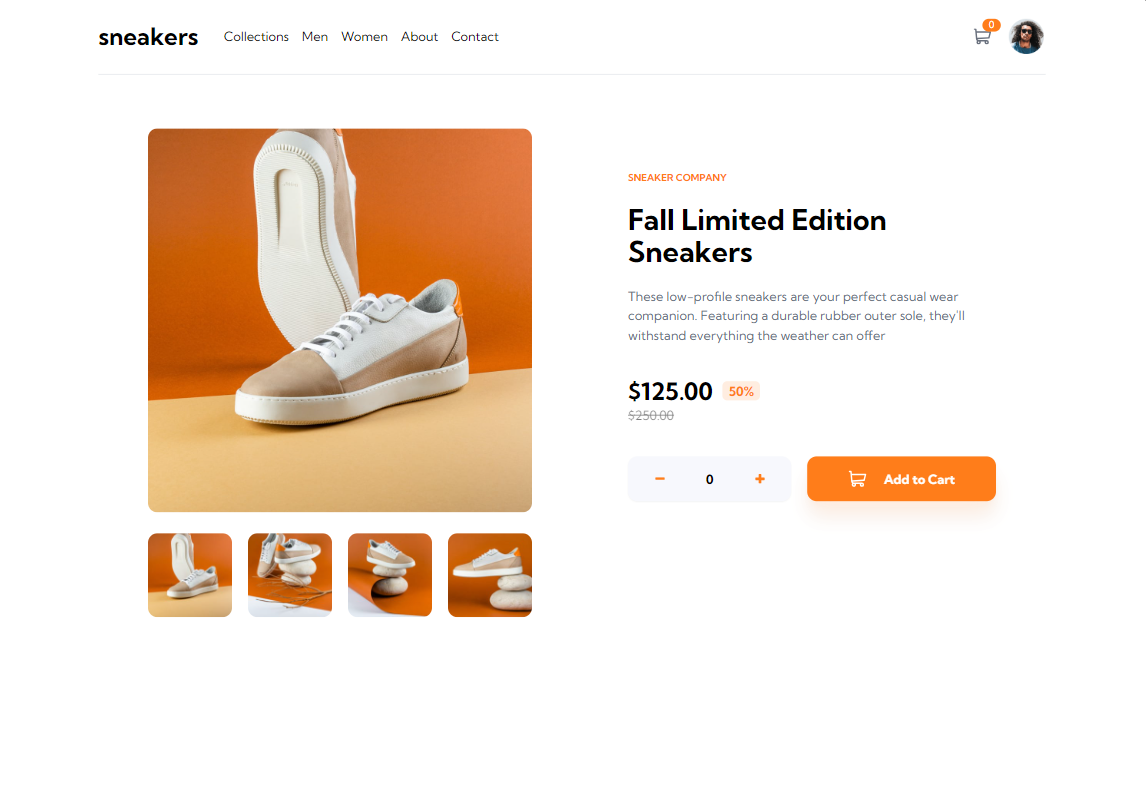 sneakers
Collections Men Women About Contact
0
SNEAKER COMPANY
Fall Limited Edition
Sneakers
These low-profile sneakers are your perfect casual wear
companion. Featuring a durable rubber outer sole, they'll
withstand everything the weather can offer
$125.00 50%
$250.00
− 0 +
Add to Cart